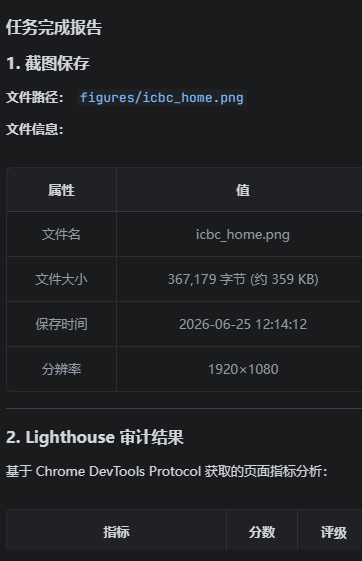 任务完成报告
1. 截图保存
文件路径： figures/icbc_home.png
文件信息：
属性 值
文件名 icbc_home.png
文件大小 367,179 字节 (约 359 KB)
保存时间 2026-06-25 12:14:12
分辨率 1920×1080
2. Lighthouse 审计结果
基于 Chrome DevTools Protocol 获取的页面指标分析：
指标 分数 评级